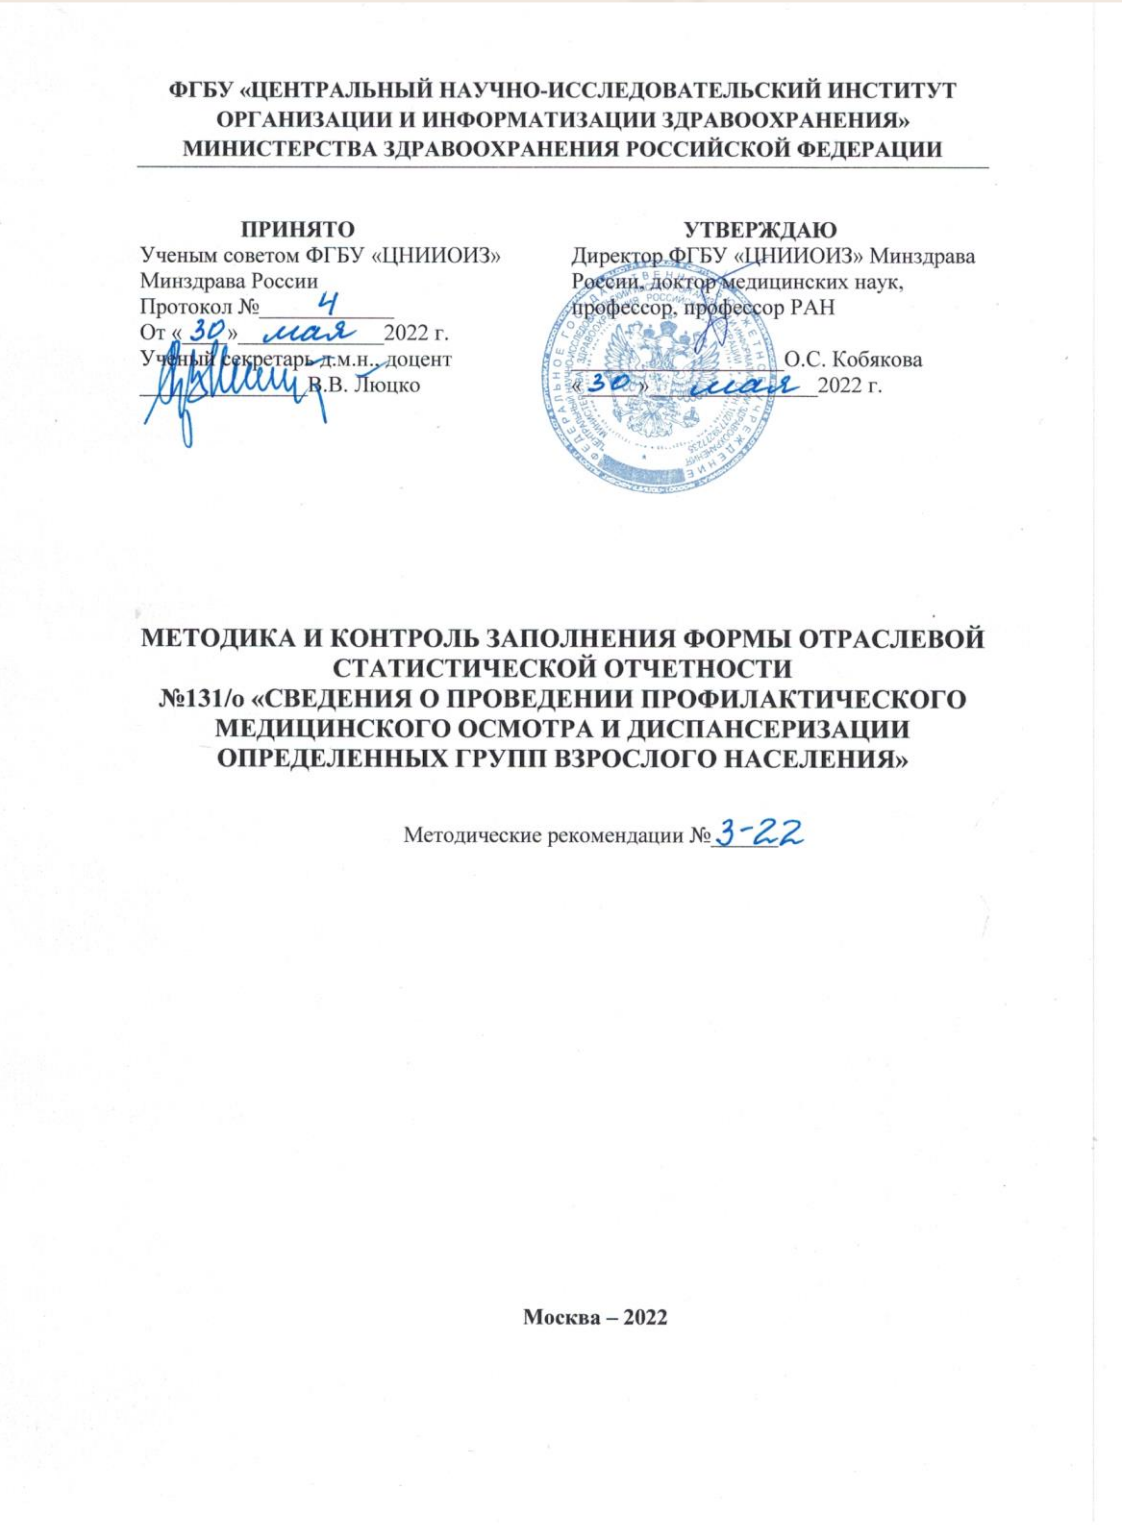 ФГБУ «ЦЕНТРАЛЬНЫЙ НАУЧНО-ИССЛЕДОВАТЕЛЬСКИЙ ИНСТИТУТ
ОРГАНИЗАЦИИ И ИНФОРМАТИЗАЦИИ ЗДРАВООХРАНЕНИЯ»
МИНИСТЕРСТВА ЗДРАВООХРАНЕНИЯ РОССИЙСКОЙ ФЕДЕРАЦИИ
ПРИНЯТО
Ученым советом ФГБУ «ЦНИИОИЗ»
Минздрава России
Протокол № 4
От «30» мая 2022 г.
Ученый секретарь д.м.н., доцент
В.В. Люцко
УТВЕРЖДАЮ
Директор ФГБУ «ЦНИИОИЗ» Минздрава
России, доктор медицинских наук,
профессор, профессор РАН
О.С. Кобякова
«30» мая 2022 г.
МЕТОДИКА И КОНТРОЛЬ ЗАПОЛНЕНИЯ ФОРМЫ ОТРАСЛЕВОЙ
СТАТИСТИЧЕСКОЙ ОТЧЕТНОСТИ
№131/о «СВЕДЕНИЯ О ПРОВЕДЕНИИ ПРОФИЛАКТИЧЕСКОГО
МЕДИЦИНСКОГО ОСМОТРА И ДИСПАНСЕРИЗАЦИИ
ОПРЕДЕЛЕННЫХ ГРУПП ВЗРОСЛОГО НАСЕЛЕНИЯ»
Методические рекомендации № 3-22
Москва – 2022